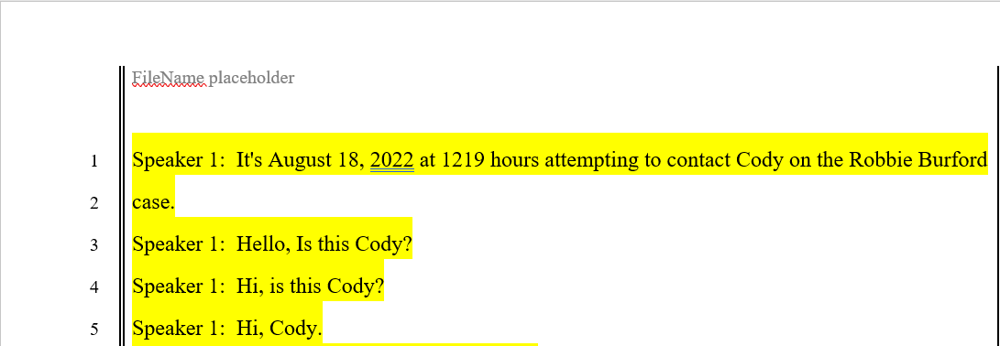 FileName placeholder
1 Speaker 1:  It's August 18, 2022 at 1219 hours attempting to contact Cody on the Robbie Burford
2 case.
3 Speaker 1:  Hello, Is this Cody?
4 Speaker 1:  Hi, is this Cody?
5 Speaker 1:  Hi, Cody.